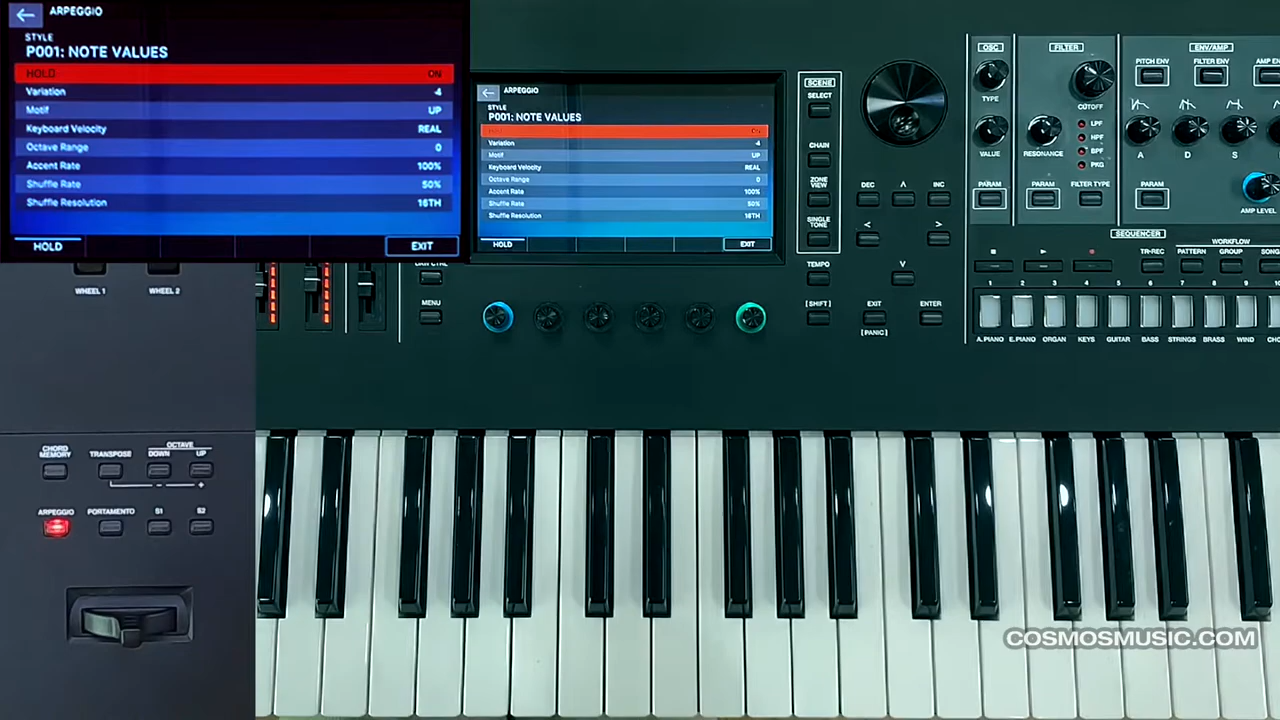 ARPEGGIO
STYLE
P001: NOTE VALUES
HOLD ON
Variation 4
Motif UP
Keyboard Velocity REAL
Octave Range 0
Accent Rate 100%
Shuffle Rate 50%
Shuffle Resolution 16TH
HOLD EXIT
ARPEGGIO
STYLE
P001: NOTE VALUES
ON
Variation 4
Motif UP
Keyboard Velocity REAL
Octave Range 0
Accent Rate 100%
Shuffle Rate 50%
Shuffle Resolution 16TH
HOLD EXIT
SCENE
SELECT
CHAIN
ZONE
VIEW
SINGLE
TONE
TEMPO
[SHIFT]
DEC INC
EXIT ENTER
[PANIC]
MENU
OSC FILTER ENV/AMP
PITCH ENV FILTER ENV AMP
TYPE CUTOFF
LPF
HPF
BPF
PKG
VALUE RESONANCE A D S
PARAM PARAM FILTER TYPE PARAM
AMP LEVEL
SEQUENCER
WORKFLOW
TR-REC PATTERN GROUP
1 2 3 4 5 6 7 8 9
A.PIANO E.PIANO ORGAN KEYS GUITAR BASS STRINGS BRASS WIND
WHEEL 1 WHEEL 2
CHORD
MEMORY
TRANSPOSE
OCTAVE
DOWN UP
- +
ARPEGGIO PORTAMENTO S1 S2
COSMOSMUSIC.COM